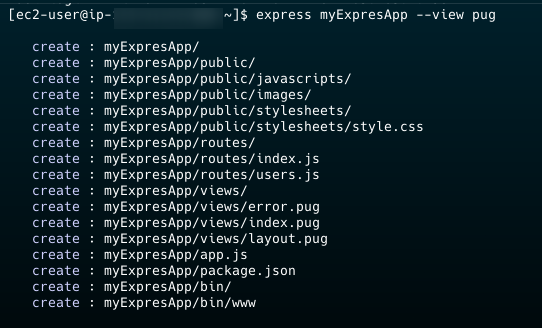 [ec2-user@ip- ~]$ express myExpresApp --view pug
create : myExpresApp/
create : myExpresApp/public/
create : myExpresApp/public/javascripts/
create : myExpresApp/public/images/
create : myExpresApp/public/stylesheets/
create : myExpresApp/public/stylesheets/style.css
create : myExpresApp/routes/
create : myExpresApp/routes/index.js
create : myExpresApp/routes/users.js
create : myExpresApp/views/
create : myExpresApp/views/error.pug
create : myExpresApp/views/index.pug
create : myExpresApp/views/layout.pug
create : myExpresApp/app.js
create : myExpresApp/package.json
create : myExpresApp/bin/
create : myExpresApp/bin/www